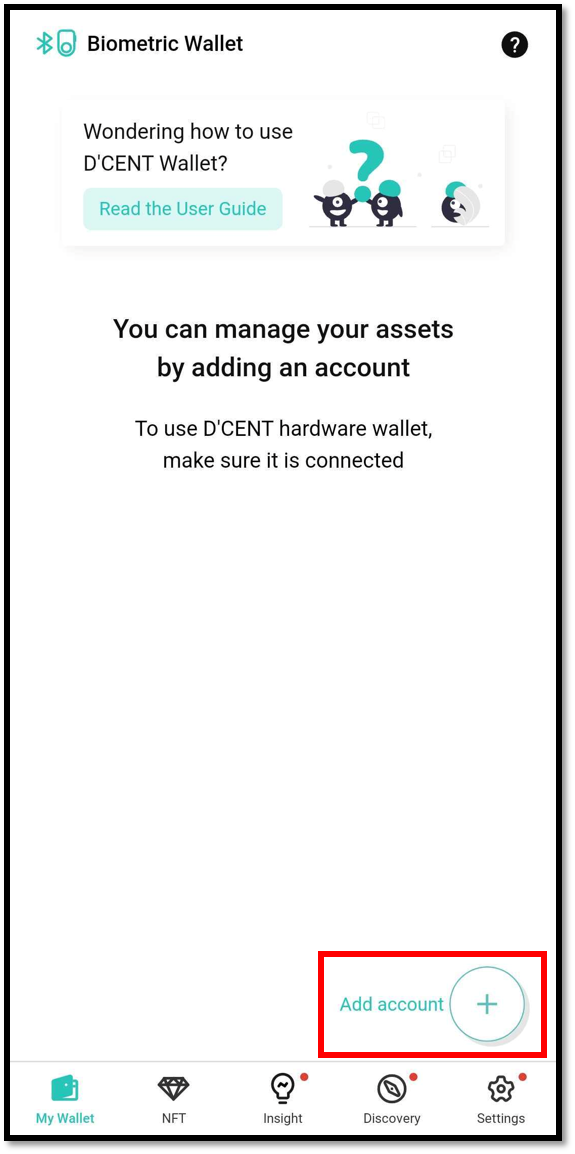 Biometric Wallet
?
Wondering how to use
D'CENT Wallet?
Read the User Guide
?
You can manage your assets
by adding an account
To use D'CENT hardware wallet,
make sure it is connected
Add account +
My Wallet NFT Insight Discovery Settings